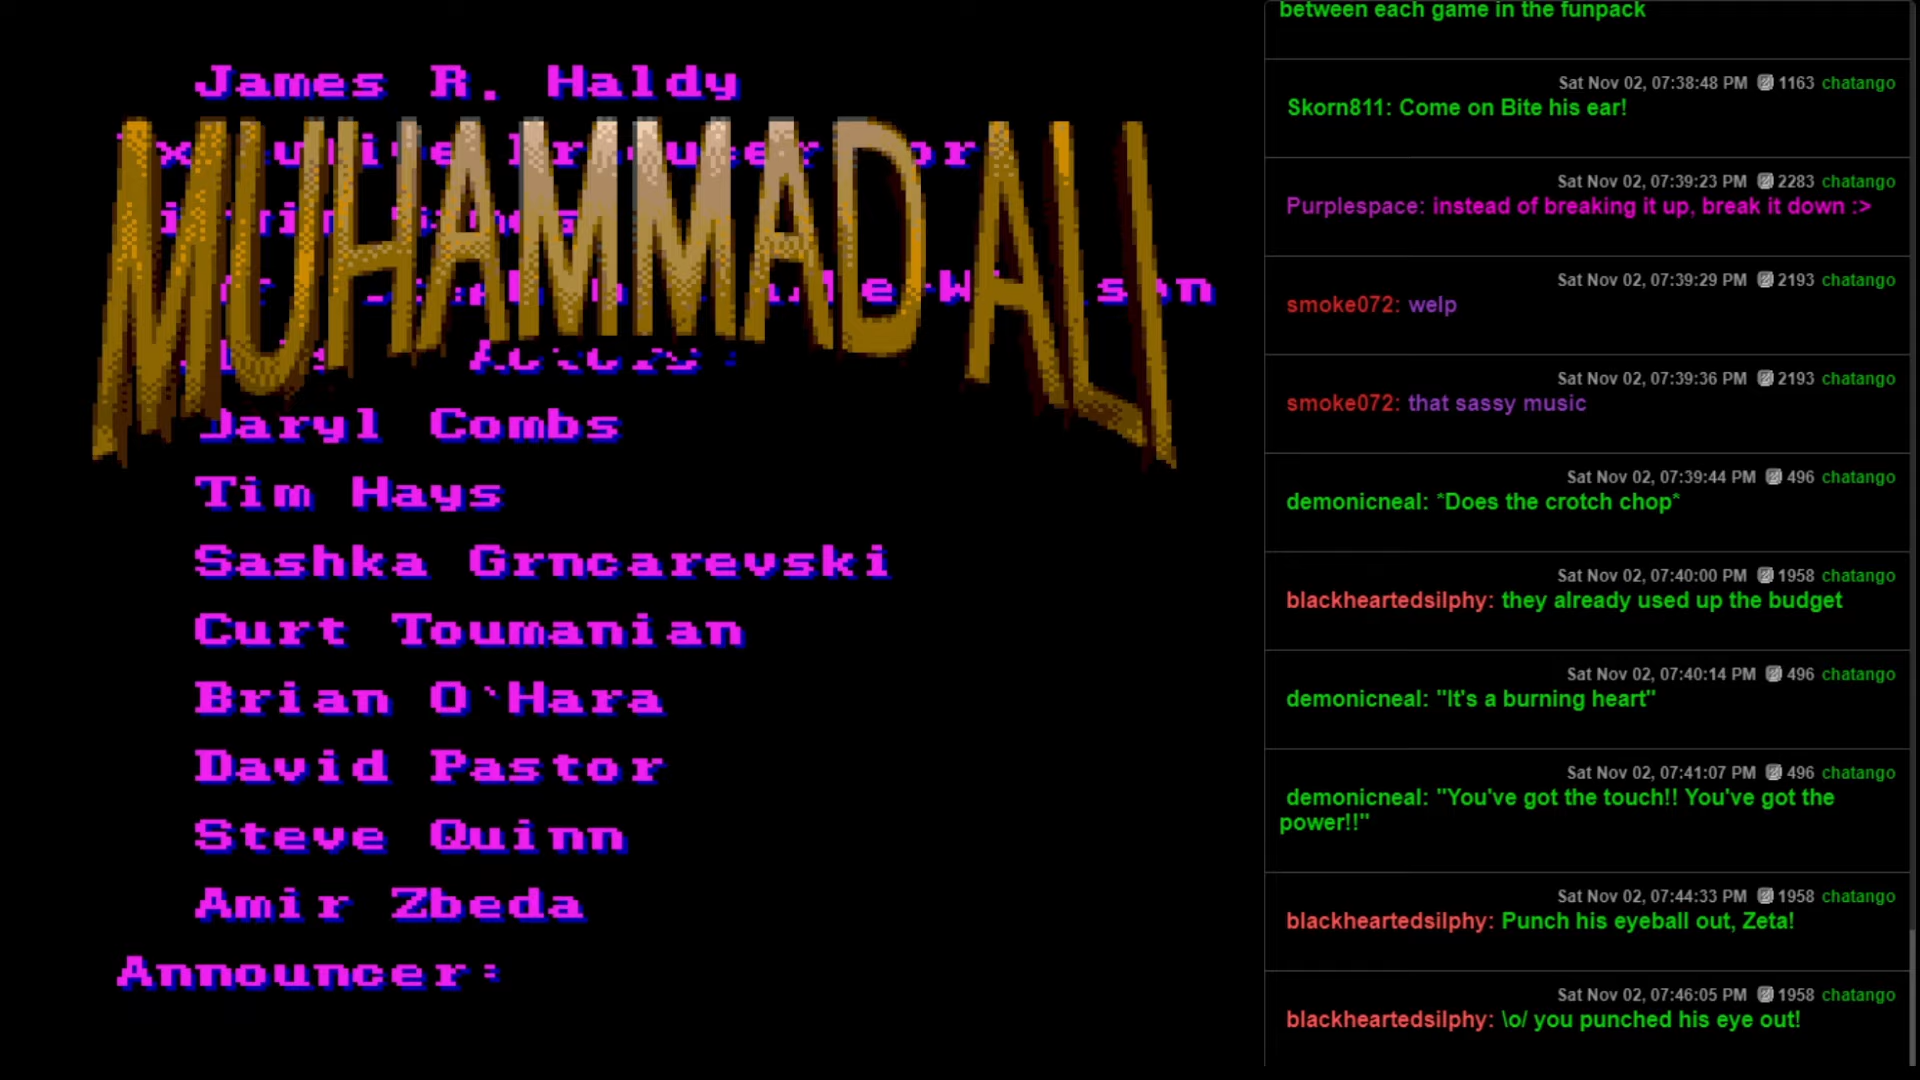 James R. Haldy
MUHAMMAD ALI
Daryl Combs
Tim Hays
Sashka Grncarevski
Curt Toumanian
Brian O`Hara
David Pastor
Steve Quinn
Amir Zbeda
Announcer:
between each game in the funpack
Sat Nov 02, 07:38:48 PM 1163 chatango
Skorn811: Come on Bite his ear!
Sat Nov 02, 07:39:23 PM 2283 chatango
Purplespace: instead of breaking it up, break it down :>
Sat Nov 02, 07:39:29 PM 2193 chatango
smoke072: welp
Sat Nov 02, 07:39:36 PM 2193 chatango
smoke072: that sassy music
Sat Nov 02, 07:39:44 PM 496 chatango
demonicneal: *Does the crotch chop*
Sat Nov 02, 07:40:00 PM 1958 chatango
blackheartedsilphy: they already used up the budget
Sat Nov 02, 07:40:14 PM 496 chatango
demonicneal: "It's a burning heart"
Sat Nov 02, 07:41:07 PM 496 chatango
demonicneal: "You've got the touch!! You've got the
power!!"
Sat Nov 02, 07:44:33 PM 1958 chatango
blackheartedsilphy: Punch his eyeball out, Zeta!
Sat Nov 02, 07:46:05 PM 1958 chatango
blackheartedsilphy: \o/ you punched his eye out!